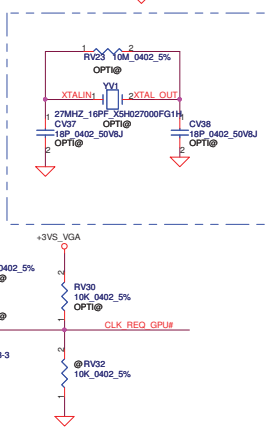 1
2
RV23 10M_0402_5%
OPTI@
YV1
XTALIN 1
2 XTAL_OUT
27MHZ_16PF_X5H027000FG1H
OPTI@
1
CV37
18P_0402_50V8J
OPTI@
2
1
CV38
18P_0402_50V8J
OPTI@
2
+3VS_VGA
0402_5%
@
2
RV30
10K_0402_5%
OPTI@
1
@
CLK_REQ_GPU#
2
3-3
@ RV32
10K_0402_5%
1